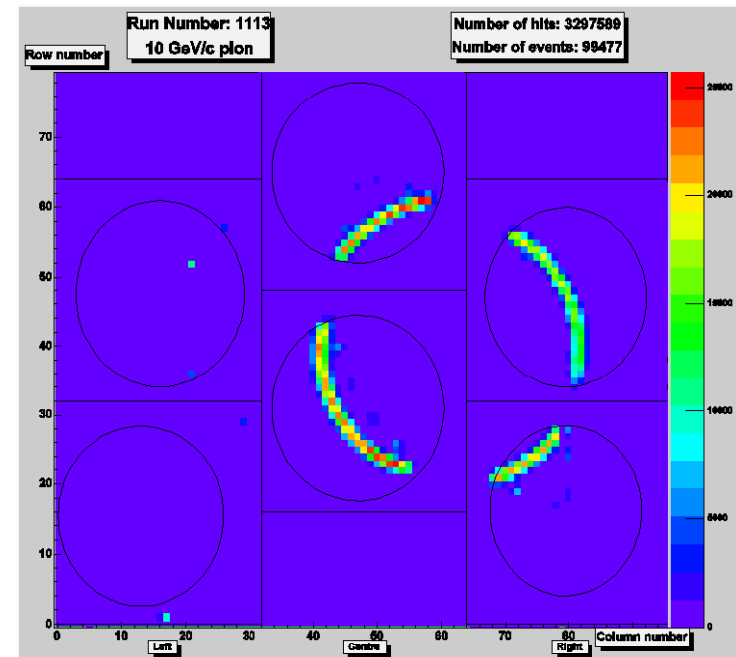 Run Number: 1113
10 GeV/c pion
Number of hits: 3297589
Number of events: 99477
Row number
70
60
50
40
30
20
10
0
0 10 20 30 40 50 60 70 80
Left
Centre
Right
Column number
25000
20000
15000
10000
5000
0